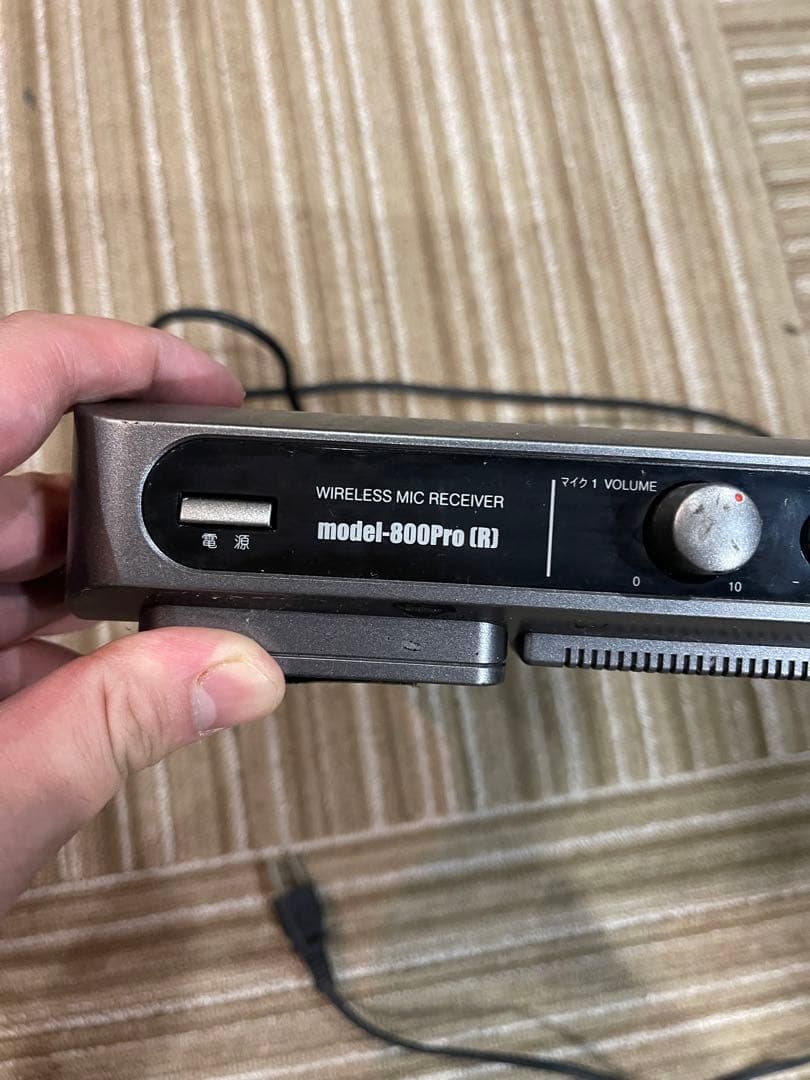 WIRELESS MIC RECEIVER
model-800Pro (R)
電 源
マイク 1 VOLUME
0
10